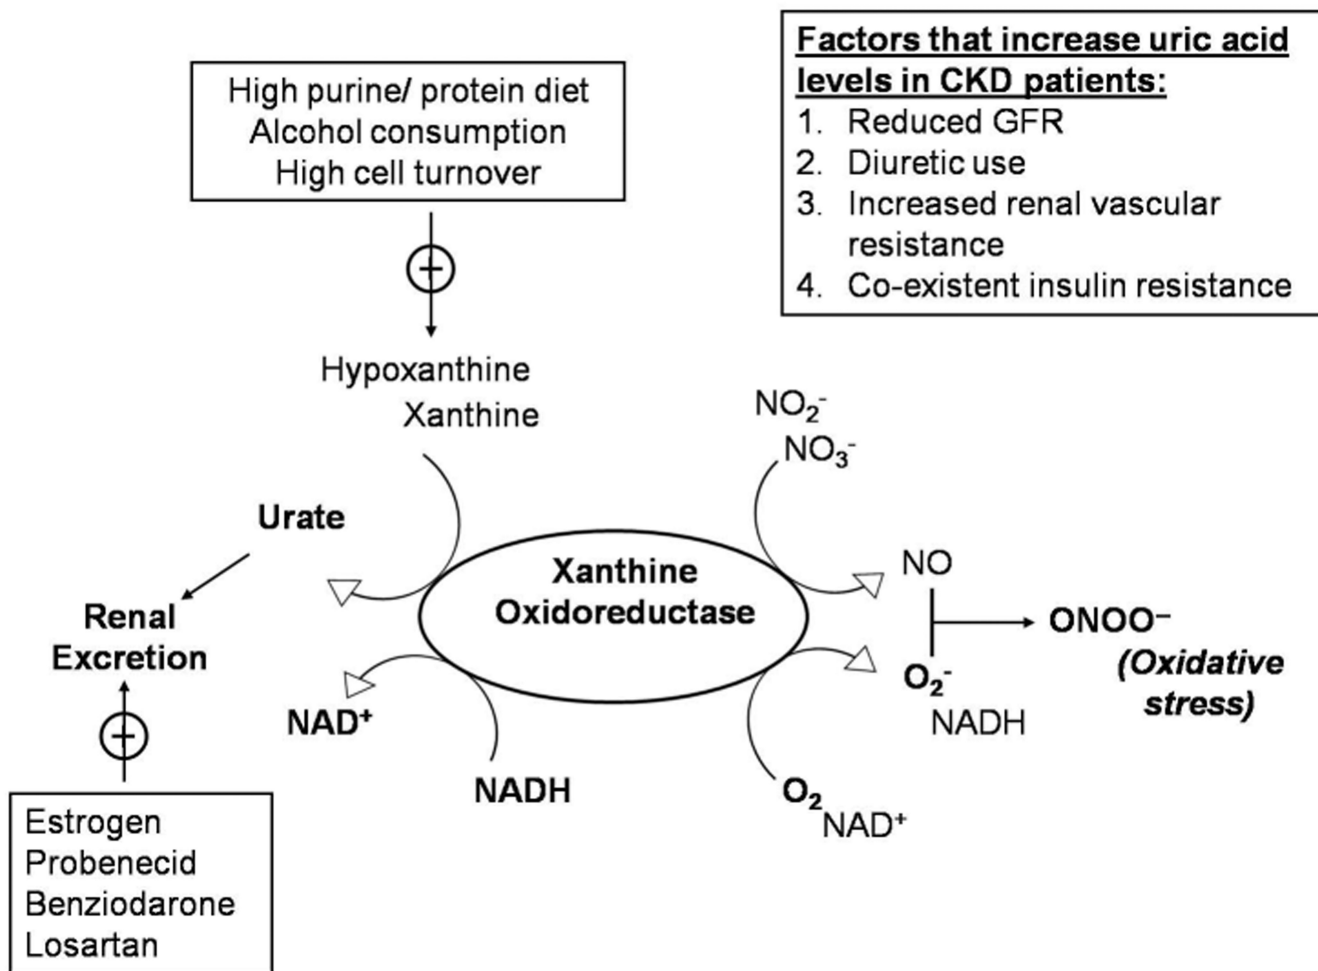 Factors that increase uric acid
levels in CKD patients:
1. Reduced GFR
2. Diuretic use
3. Increased renal vascular
resistance
4. Co-existent insulin resistance
High purine/ protein diet
Alcohol consumption
High cell turnover
+
Hypoxanthine
Xanthine
NO₂⁻
NO₃⁻
Urate
Xanthine
Oxidoreductase
NO
ONOO⁻
(Oxidative
stress)
O₂⁻
NADH
Renal
Excretion
NAD⁺
NADH
O₂
NAD⁺
+
Estrogen
Probenecid
Benziodarone
Losartan